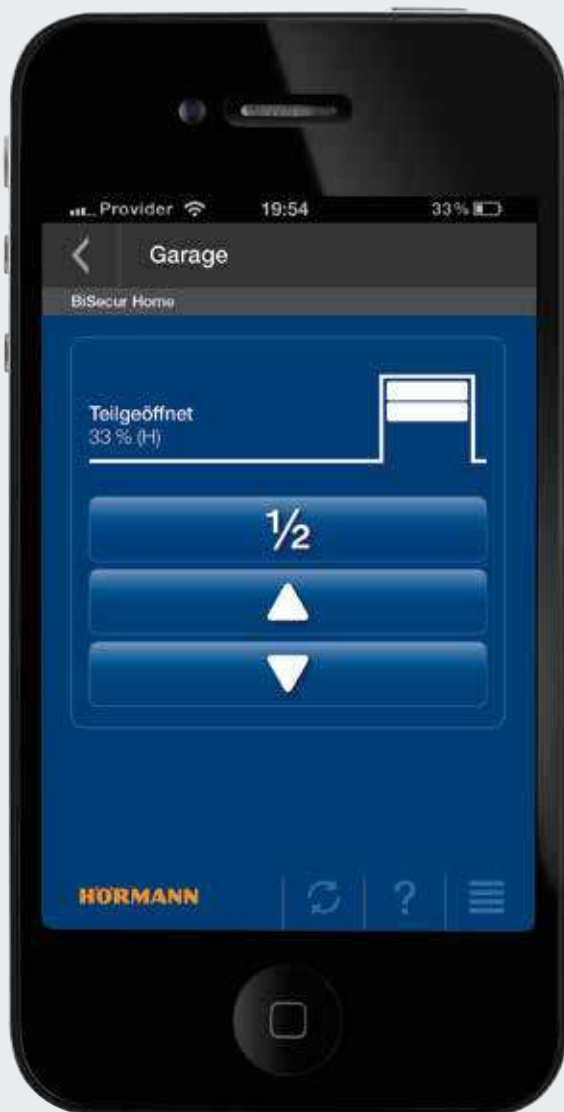 Provider 19:54 33%
Garage
BiSecur Home
Teilgeöffnet
33 % (H)
½
HÖRMANN
?